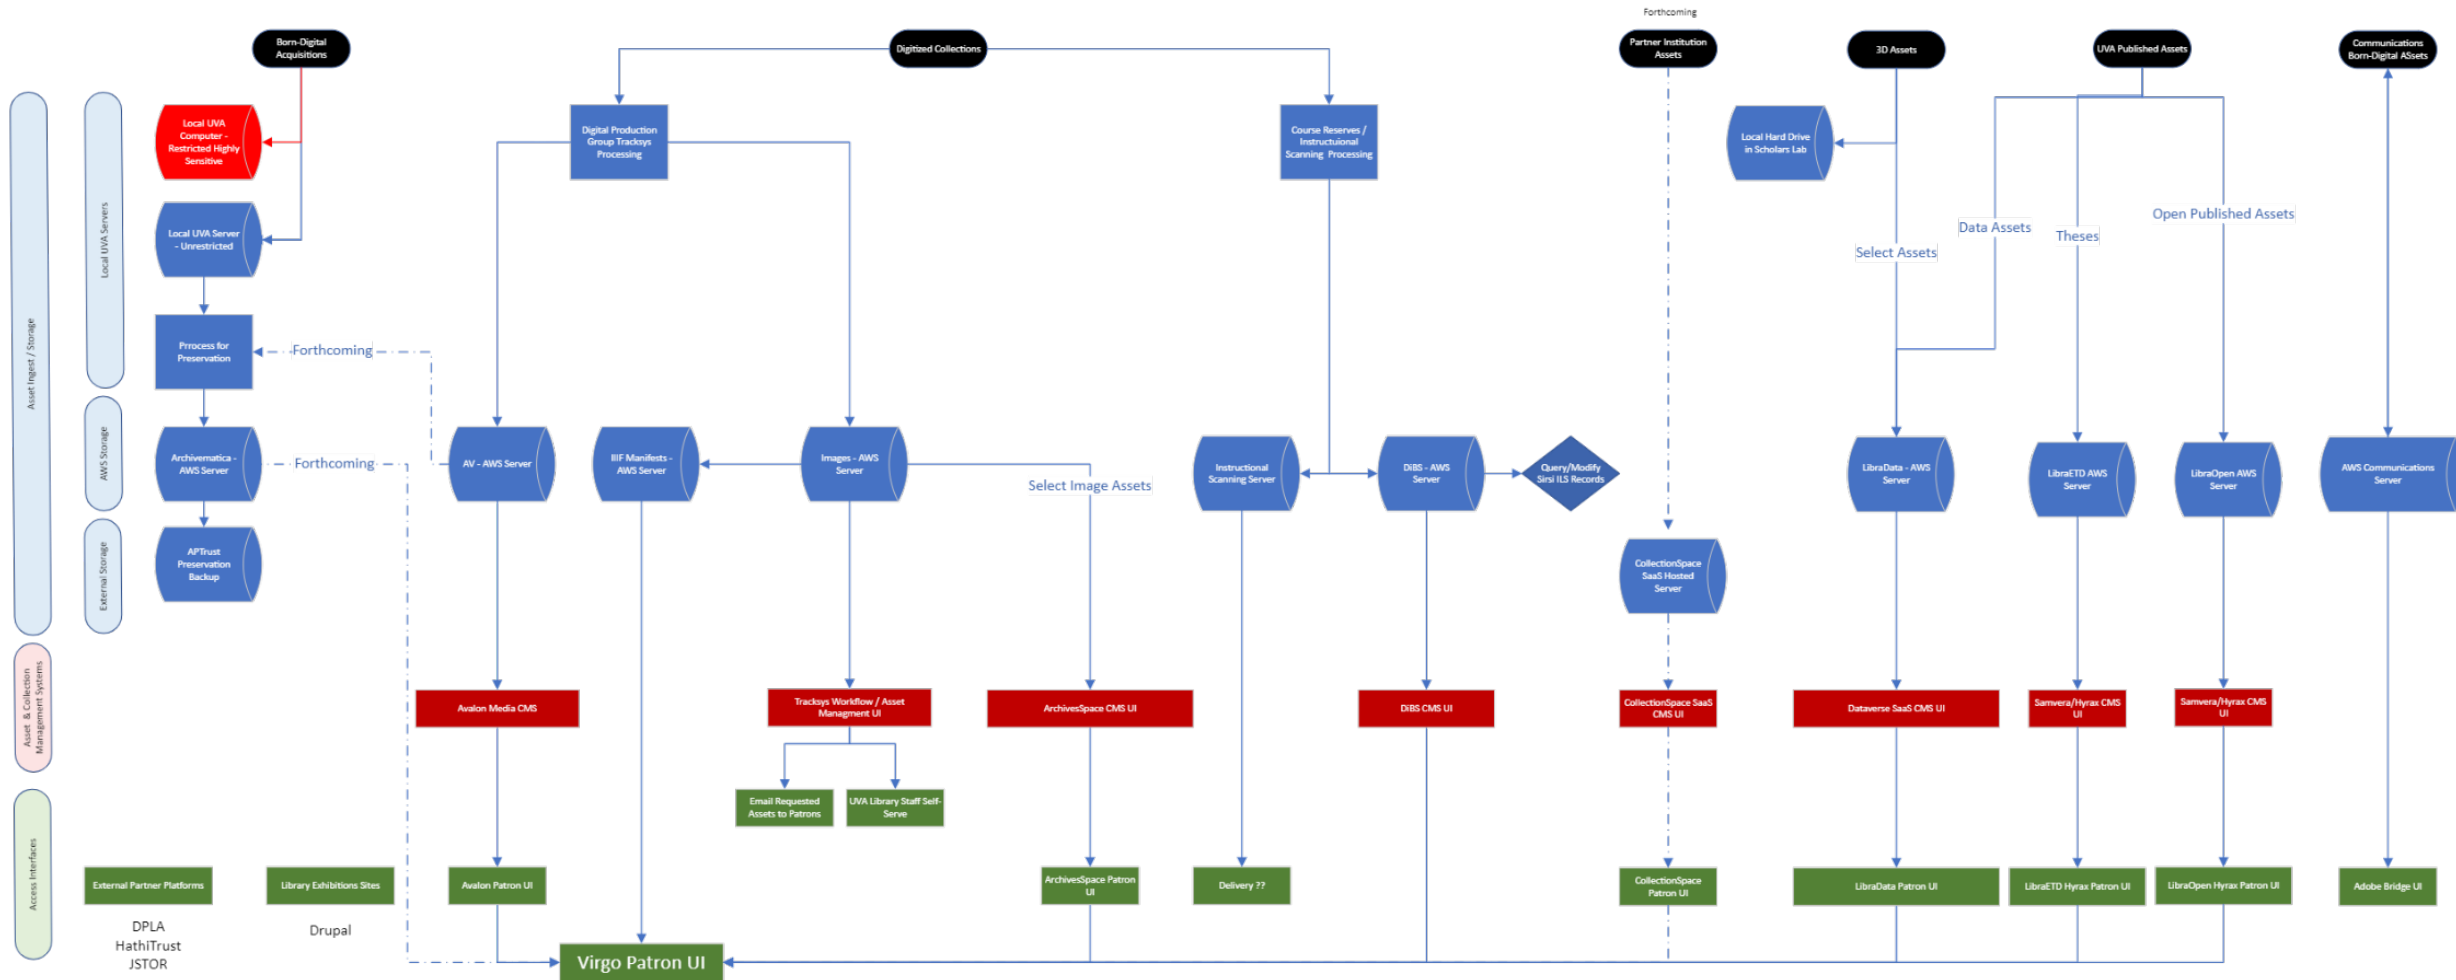 Forthcoming
Born-Digital
Acquisitions
Digitized Collections
Partner Institution
Assets
3D Assets
UVA Published Assets
Communications
Born-Digital ASsets
Asset Ingest / Storage
Local UVA Servers
Local UVA
Computer -
Restricted Highly
Sensitive
Digital Production
Group Tracksys
Processing
Course Reserves /
Instructuional
Scanning Processing
Local Hard Drive
in Scholars Lab
Local UVA Server
- Unrestricted
Select Assets
Data Assets
Theses
Open Published Assets
Prrocess for
Preservation
Forthcoming
AWS Storage
Archivematica -
AWS Server
Forthcoming
AV - AWS Server
IIIF Manifests -
AWS Server
Images - AWS
Server
Select Image Assets
Instructional
Scanning Server
DiBS - AWS
Server
Query/Modify
Sirsi ILS Records
LibraData - AWS
Server
LibraETD AWS
Server
LibraOpen AWS
Server
AWS Communications
Server
External Storage
APTrust
Preservation
Backup
CollectionSpace
SaaS Hosted
Server
Asset & Collection
Management Systems
Avalon Media CMS
Tracksys Workflow / Asset
Managment UI
ArchivesSpace CMS UI
DiBS CMS UI
CollectionSpace SaaS
CMS UI
Dataverse SaaS CMS UI
Samvera/Hyrax CMS
UI
Samvera/Hyrax CMS
UI
Access Interfaces
Email Requested
Assets to Patrons
UVA Library Staff Self-
Serve
External Partner Platforms
DPLA
HathiTrust
JSTOR
Library Exhibitions Sites
Drupal
Avalon Patron UI
ArchivesSpace Patron
UI
Delivery ??
CollectionSpace
Patron UI
LibraData Patron UI
LibraETD Hyrax Patron UI
LibraOpen Hyrax Patron UI
Adobe Bridge UI
Virgo Patron UI